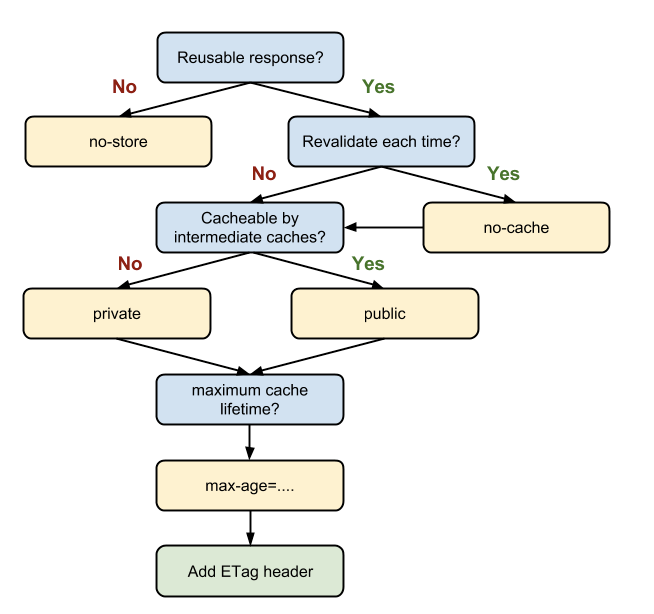 Reusable response?
No
Yes
no-store
Revalidate each time?
No
Yes
Cacheable by
intermediate caches?
no-cache
No
Yes
private
public
maximum cache
lifetime?
max-age=....
Add ETag header